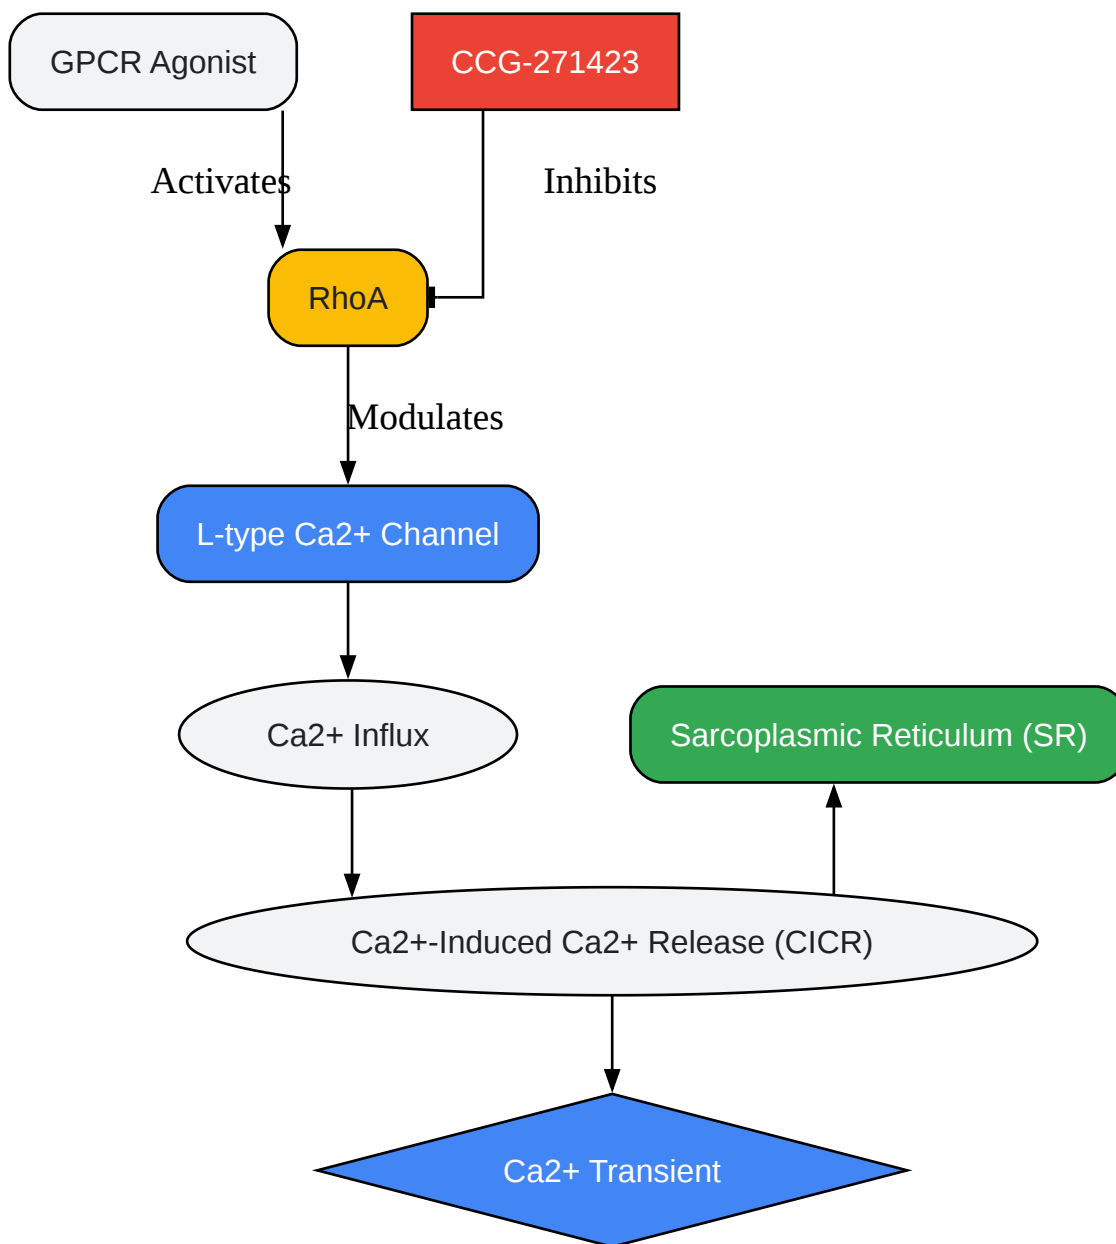 GPCR Agonist
CCG-271423
Activates
Inhibits
RhoA
Modulates
L-type Ca2+ Channel
Ca2+ Influx
Sarcoplasmic Reticulum (SR)
Ca2+-Induced Ca2+ Release (CICR)
Ca2+ Transient